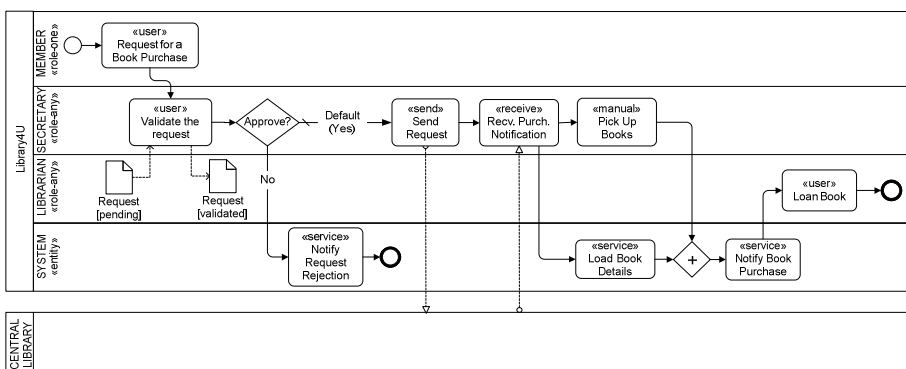 Library4U
MEMBER
«role-one»
«user»
Request for a
Book Purchase
SECRETARY
«role-any»
«user»
Validate the
request
Approve?
Default
(Yes)
No
«send»
Send
Request
«receive»
Recv. Purch.
Notification
«manual»
Pick Up
Books
LIBRARIAN
«role-any»
Request
[pending]
Request
[validated]
«user»
Loan Book
SYSTEM
«entity»
«service»
Notify
Request
Rejection
«service»
Load Book
Details
«service»
Notify Book
Purchase
CENTRAL
LIBRARY